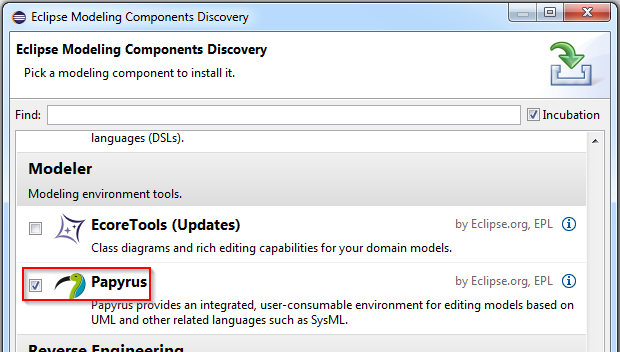 Eclipse Modeling Components Discovery
Eclipse Modeling Components Discovery
Pick a modeling component to install it.
Find:
Incubation
languages (DSLs).
Modeler
Modeling environment tools.
EcoreTools (Updates)
by Eclipse.org, EPL
Class diagrams and rich editing capabilities for your domain models.
Papyrus
by Eclipse.org, EPL
Papyrus provides an integrated, user-consumable environment for editing models based on
UML and other related languages such as SysML.
Reverse Engineering